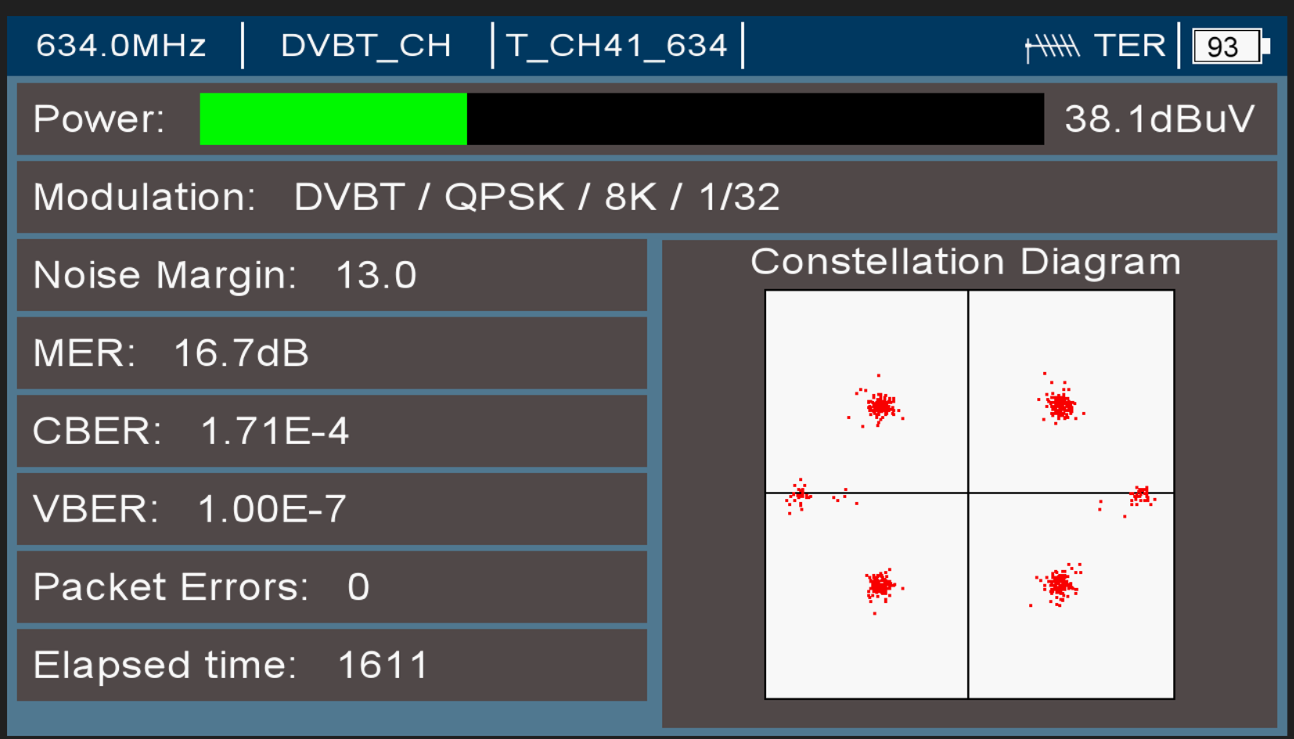 634.0MHz DVBT_CH T_CH41_634 TER 93
Power: 38.1dBuV
Modulation: DVBT / QPSK / 8K / 1/32
Noise Margin: 13.0
MER: 16.7dB
CBER: 1.71E-4
VBER: 1.00E-7
Packet Errors: 0
Elapsed time: 1611
Constellation Diagram